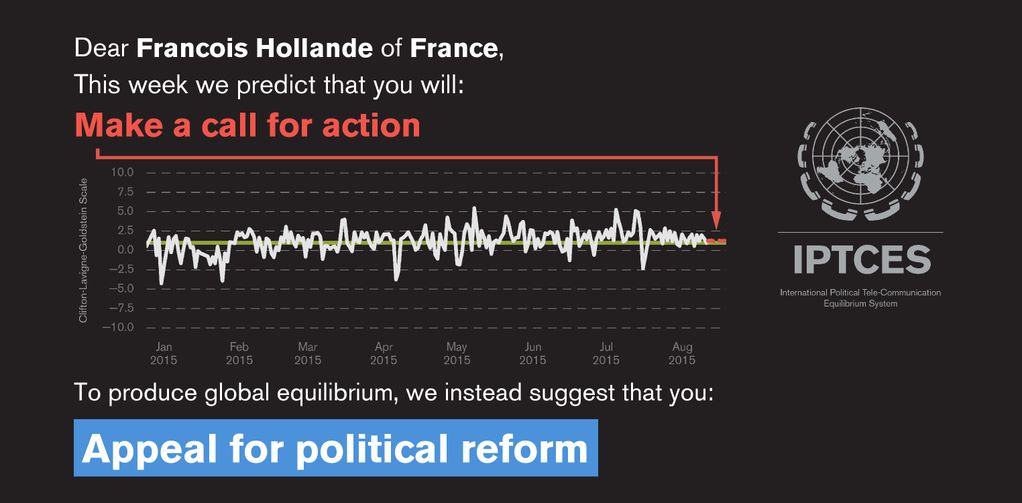 Dear Francois Hollande of France,
This week we predict that you will:
Make a call for action
Clifton-Lavigne-Goldstein Scale
10.0
7.5
5.0
2.5
0.0
−2.5
−5.0
−7.5
−10.0
Jan Feb Mar Apr May Jun Jul Aug
2015 2015 2015 2015 2015 2015 2015 2015
To produce global equilibrium, we instead suggest that you:
Appeal for political reform
IPTCES
International Political Tele-Communication
Equilibrium System